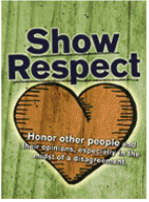 Show
Respect
Honor other people and
their opinions, especially in the
midst of a disagreement.